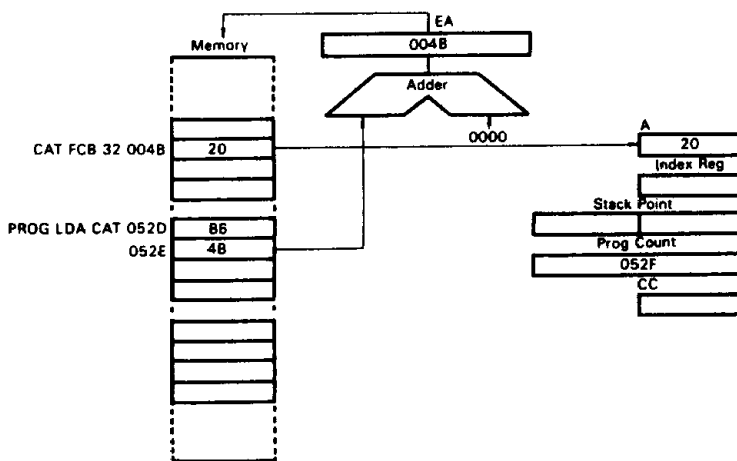 EA
Memory
004B
Adder
0000
A
CAT FCB 32 004B 20
20
Index Reg
Stack Point
PROG LDA CAT 052D B6
Prog Count
052E 4B
052F
CC